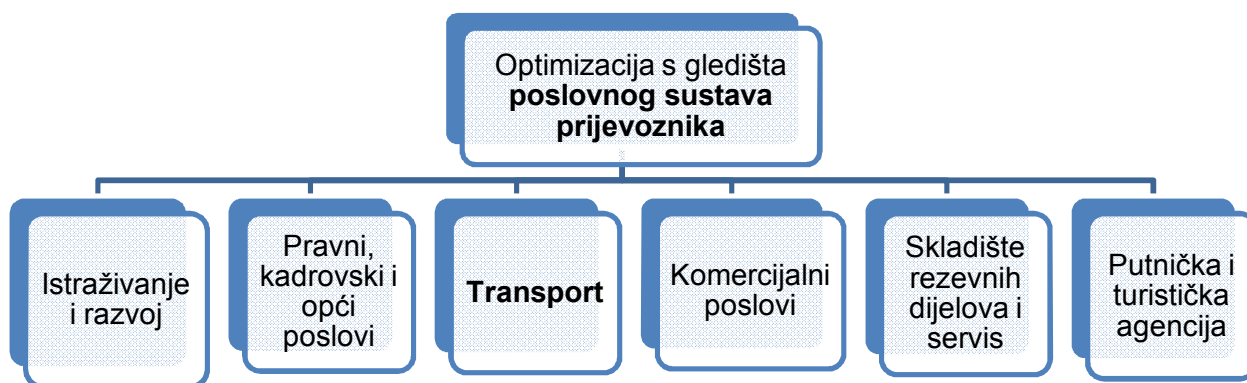 Optimizacija s gledišta
poslovnog sustava
prijevoznika
Istraživanje
i razvoj
Pravni,
kadrovski i
opći
poslovi
Transport
Komercijalni
poslovi
Skladište
rezevnih
dijelova i
servis
Putnička i
turistička
agencija